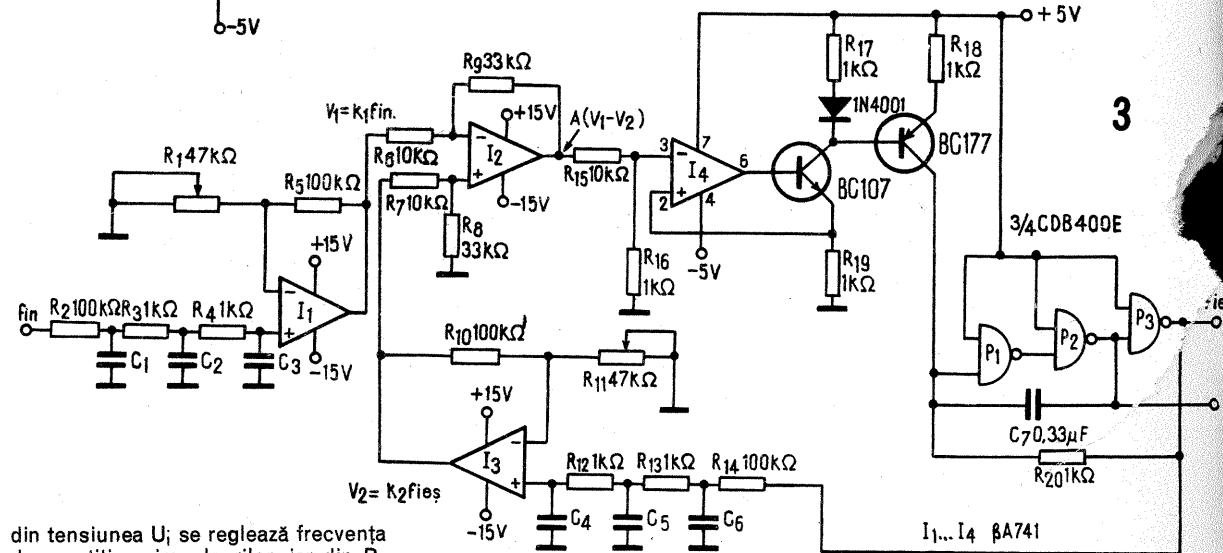 -5V
+5V
R17
1kΩ
R18
1kΩ
3
R9 33kΩ
1N4001
V1=K1fin.
+15V
A(V1-V2)
BC177
R6 10kΩ
-
I2
+
R15 10kΩ
3
-
7
I4
+
2
6
4
BC107
R1 47kΩ
R5 100kΩ
R7 10kΩ
-15V
R8
33kΩ
-5V
3/4CDB400E
+15V
R16
1kΩ
R19
1kΩ
fin
R2 100kΩ
R3 1kΩ
R4 1kΩ
-
I1
+
P1
P2
P3
C1
C2
C3
-15V
R10 100kΩ
R11 47kΩ
+15V
C7 0,33µF
-
I3
+
R12 1kΩ
R13 1kΩ
R14 100kΩ
R20 1kΩ
V2= K2fieș
-15V
C4
C5
C6
I1... I4 βA741
din tensiunea Ui se reglează frecvența